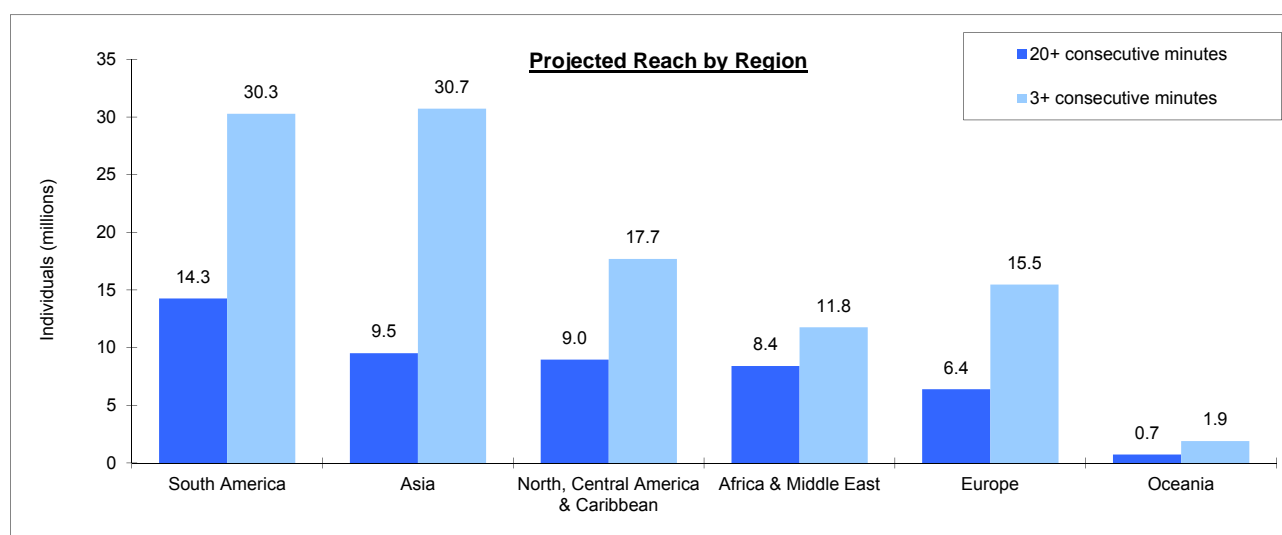 Projected Reach by Region
20+ consecutive minutes
3+ consecutive minutes
Individuals (millions)
35
30
25
20
15
10
5
0
14.3
30.3
9.5
30.7
9.0
17.7
8.4
11.8
6.4
15.5
0.7
1.9
South America
Asia
North, Central America
& Caribbean
Africa & Middle East
Europe
Oceania